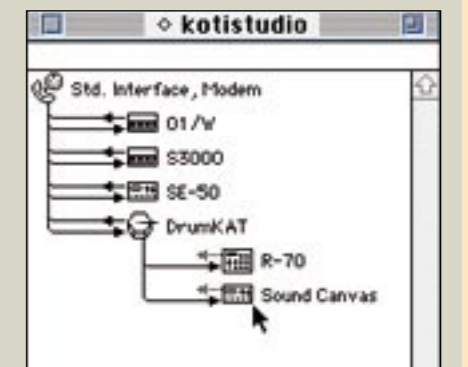 kotistudio
Std. Interface, Modem
01/W
S3000
SE-50
DrumKAT
R-70
Sound Canvas